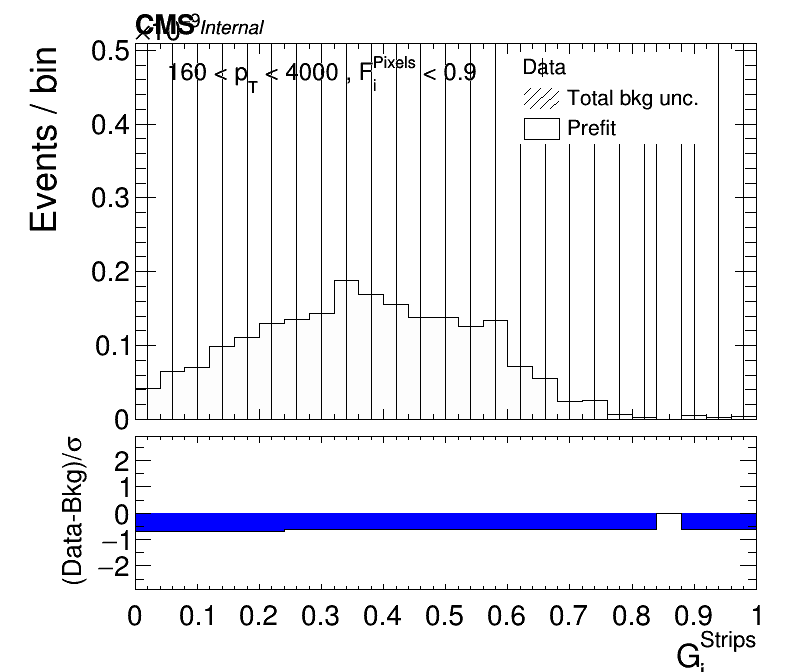 CMS Internal
×10⁻⁹
160 < p_T < 4000 , F_i^Pixels < 0.9
Data
Total bkg unc.
Prefit
Events / bin
0.5
0.4
0.3
0.2
0.1
0
(Data-Bkg)/σ
2
1
0
−1
−2
0 0.1 0.2 0.3 0.4 0.5 0.6 0.7 0.8 0.9 1
G_i^Strips